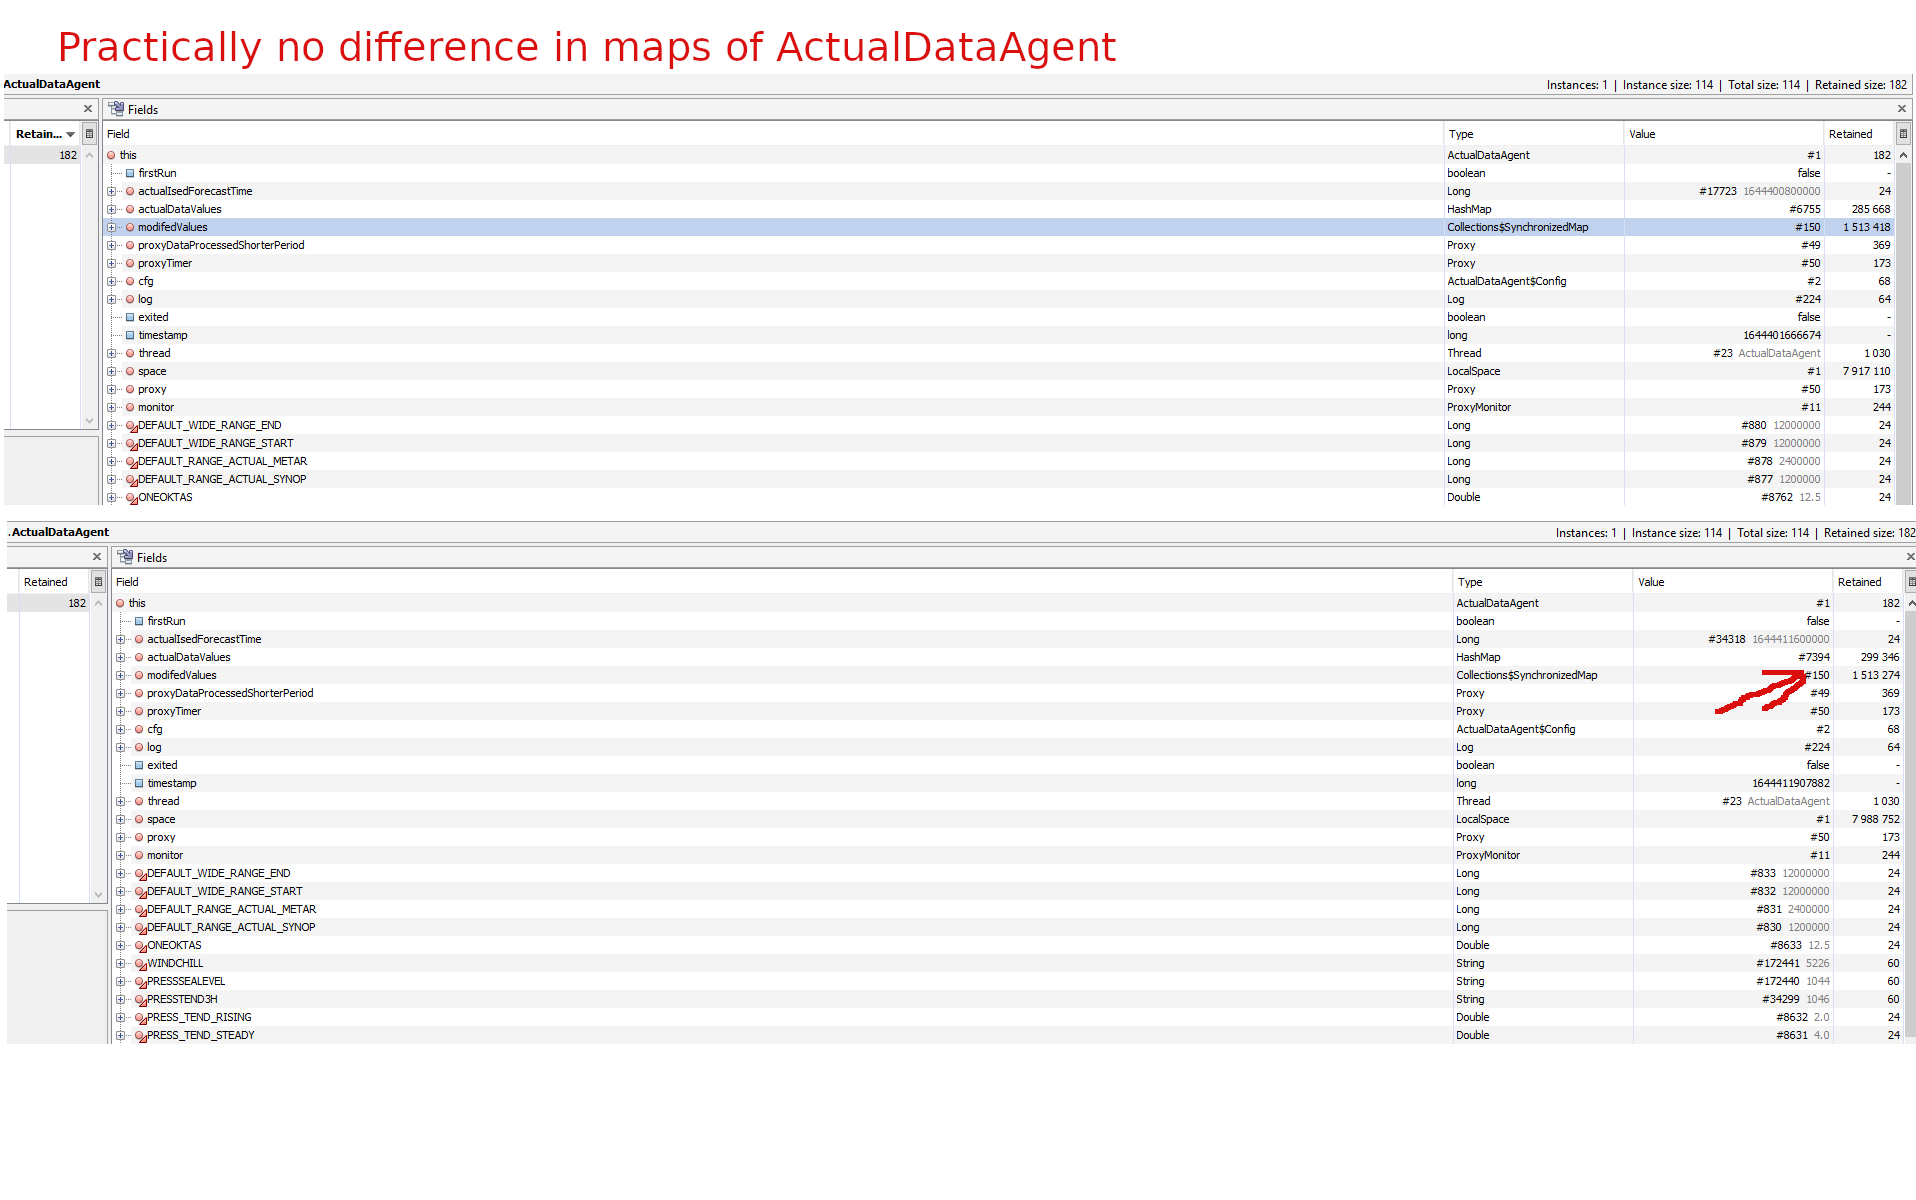 Practically no difference in maps of ActualDataAgent
ActualDataAgent Instances: 1 | Instance size: 114 | Total size: 114 | Retained size: 182
Fields
Retain... Field Type Value Retained
182 this ActualDataAgent #1 182
firstRun boolean false -
actualIsedForecastTime Long #17723 1644400800000 24
actualDataValues HashMap #6755 285 668
modifedValues Collections$SynchronizedMap #150 1 513 418
proxyDataProcessedShorterPeriod Proxy #49 369
proxyTimer Proxy #50 173
cfg ActualDataAgent$Config #2 68
log Log #224 64
exited boolean false -
timestamp long 1644401666674 -
thread Thread #23 ActualDataAgent 1 030
space LocalSpace #1 7 917 110
proxy Proxy #50 173
monitor ProxyMonitor #11 244
DEFAULT_WIDE_RANGE_END Long #880 12000000 24
DEFAULT_WIDE_RANGE_START Long #879 12000000 24
DEFAULT_RANGE_ACTUAL_METAR Long #878 2400000 24
DEFAULT_RANGE_ACTUAL_SYNOP Long #877 1200000 24
ONEOKTAS Double #8762 12.5 24
.ActualDataAgent Instances: 1 | Instance size: 114 | Total size: 114 | Retained size: 182
Fields
Retained Field Type Value Retained
182 this ActualDataAgent #1 182
firstRun boolean false -
actualIsedForecastTime Long #34318 1644411600000 24
actualDataValues HashMap #7394 299 346
modifedValues Collections$SynchronizedMap #150 1 513 274
proxyDataProcessedShorterPeriod Proxy #49 369
proxyTimer Proxy #50 173
cfg ActualDataAgent$Config #2 68
log Log #224 64
exited boolean false -
timestamp long 1644411907882 -
thread Thread #23 ActualDataAgent 1 030
space LocalSpace #1 7 988 752
proxy Proxy #50 173
monitor ProxyMonitor #11 244
DEFAULT_WIDE_RANGE_END Long #833 12000000 24
DEFAULT_WIDE_RANGE_START Long #832 12000000 24
DEFAULT_RANGE_ACTUAL_METAR Long #831 2400000 24
DEFAULT_RANGE_ACTUAL_SYNOP Long #830 1200000 24
ONEOKTAS Double #8633 12.5 24
WINDCHILL String #172441 5226 60
PRESSSEALEVEL String #172440 1044 60
PRESSTEND3H String #34299 1046 60
PRESS_TEND_RISING Double #8632 2.0 24
PRESS_TEND_STEADY Double #8631 4.0 24